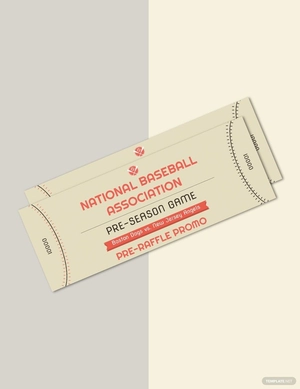 NATIONAL BASEBALL
ASSOCIATION
PRE-SEASON GAME
Boston Dogs vs. New Jersey Angels
PRE-RAFFLE PROMO